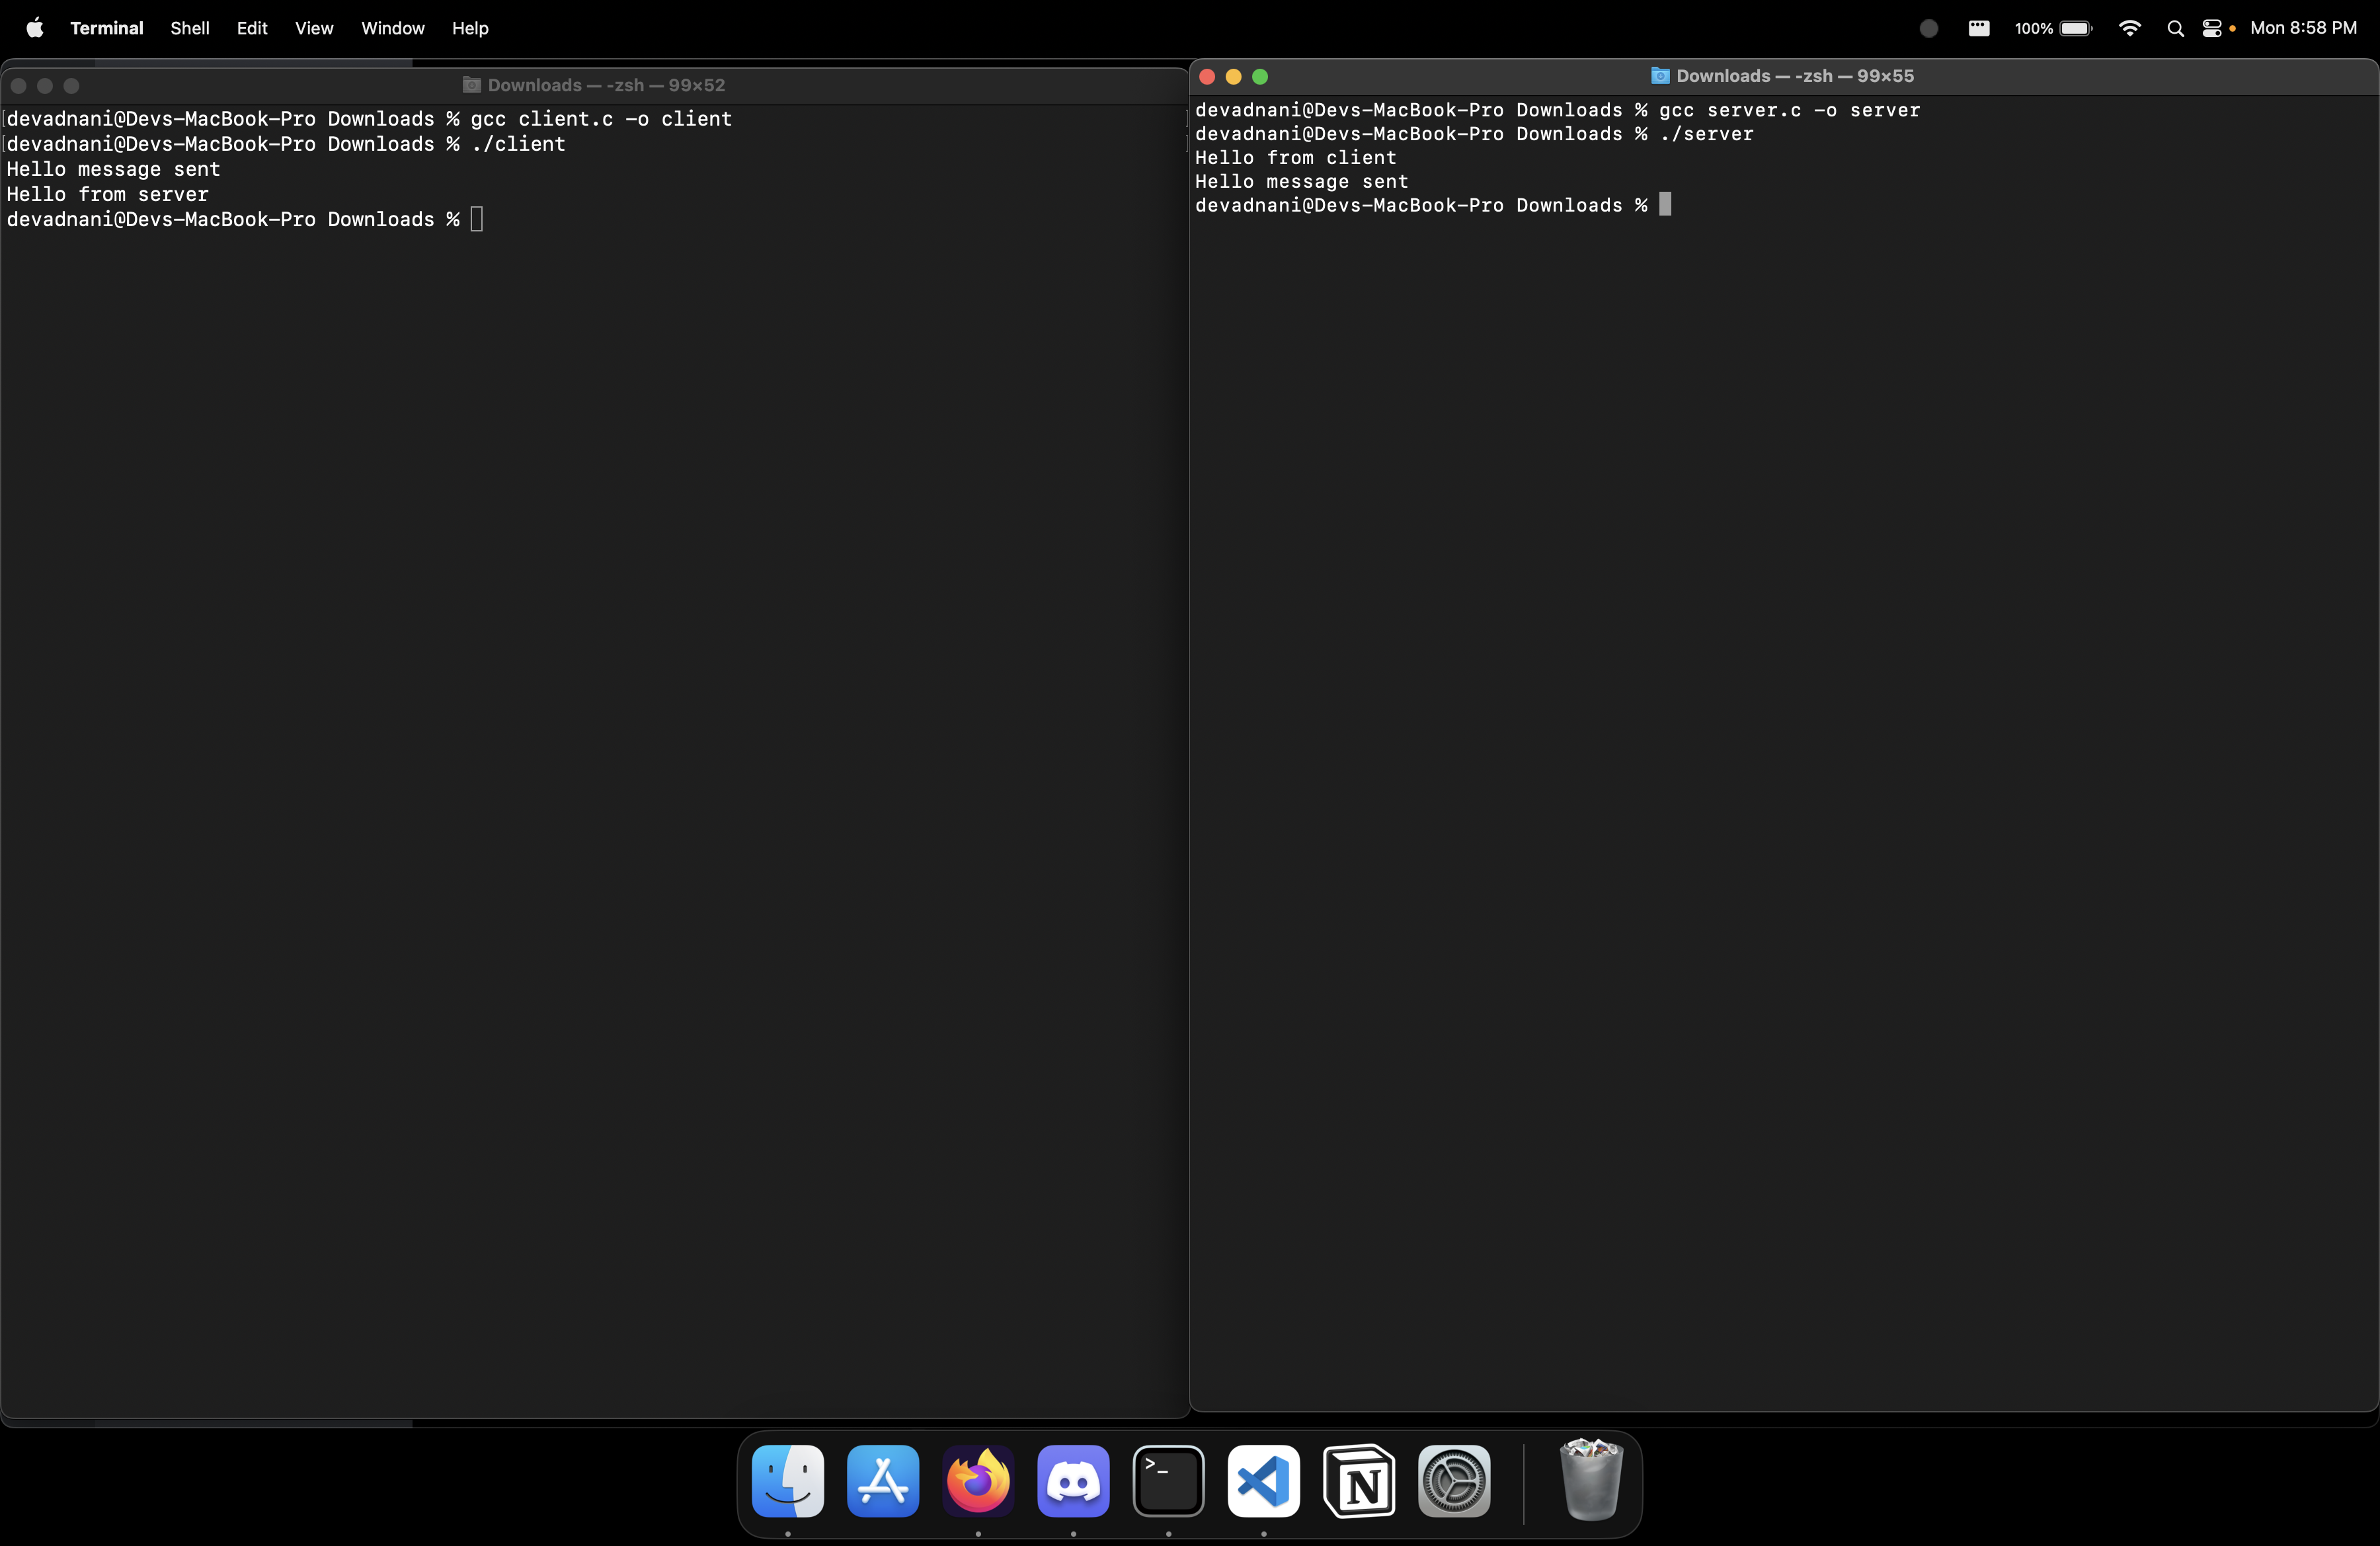 Terminal Shell Edit View Window Help 100% Mon 8:58 PM
Downloads — -zsh — 99×52
[devadnani@Devs-MacBook-Pro Downloads % gcc client.c -o client ]
[devadnani@Devs-MacBook-Pro Downloads % ./client ]
Hello message sent
Hello from server
devadnani@Devs-MacBook-Pro Downloads %
Downloads — -zsh — 99×55
devadnani@Devs-MacBook-Pro Downloads % gcc server.c -o server
devadnani@Devs-MacBook-Pro Downloads % ./server
Hello from client
Hello message sent
devadnani@Devs-MacBook-Pro Downloads %
>_
N